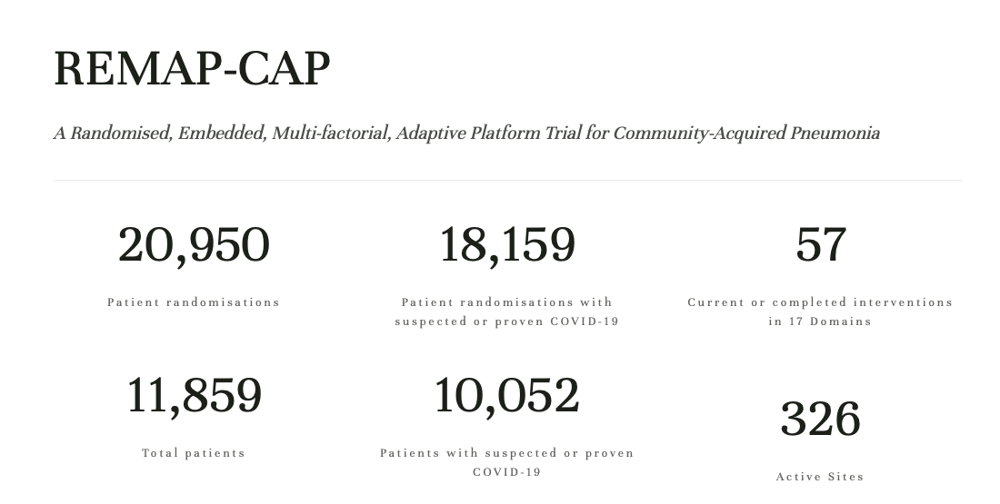 REMAP-CAP
A Randomised, Embedded, Multi-factorial, Adaptive Platform Trial for Community-Acquired Pneumonia
20,950
Patient randomisations
18,159
Patient randomisations with
suspected or proven COVID-19
57
Current or completed interventions
in 17 Domains
11,859
Total patients
10,052
Patients with suspected or proven
COVID-19
326
Active Sites